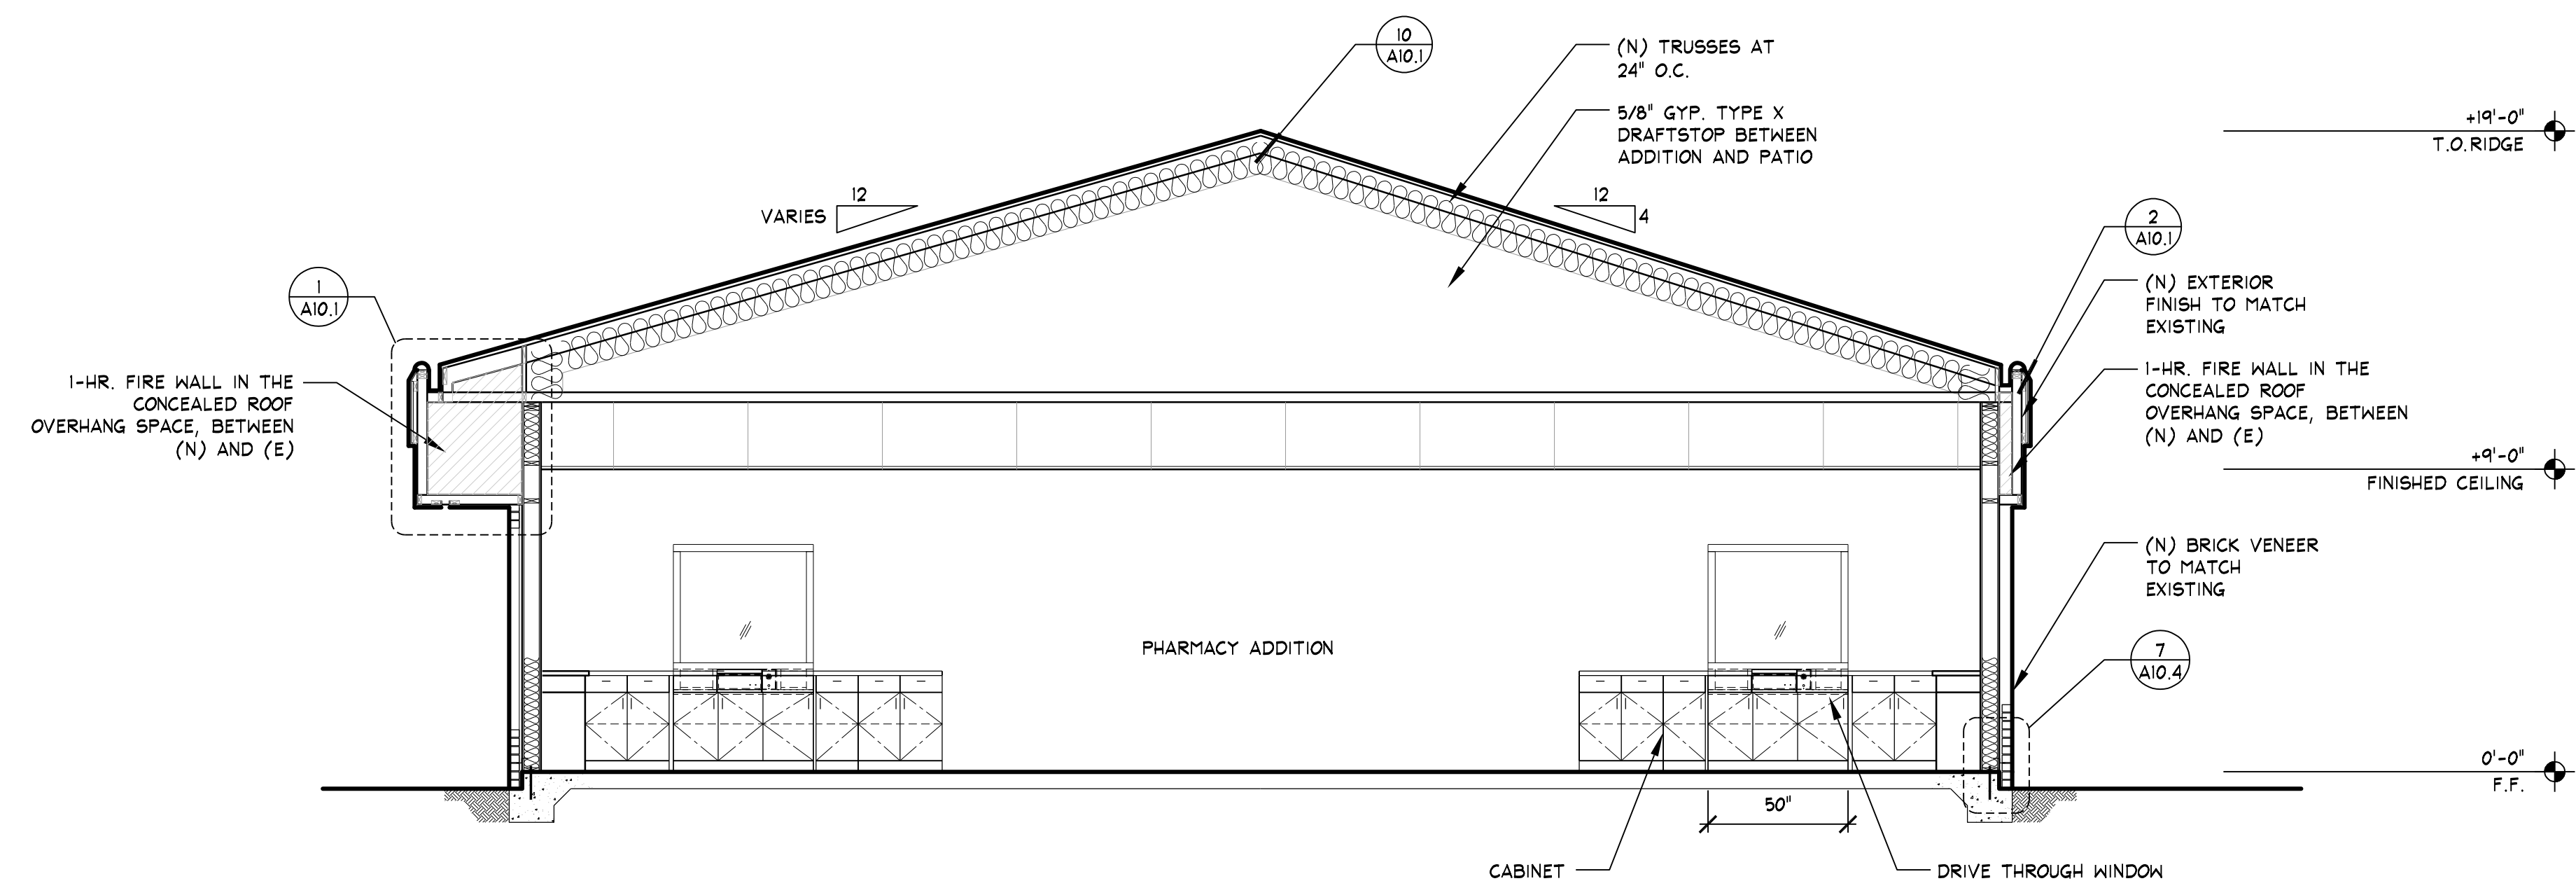 10
A10.1
(N) TRUSSES AT
24" O.C.
5/8" GYP. TYPE X
DRAFTSTOP BETWEEN
ADDITION AND PATIO
+19'-0"
T.O.RIDGE
12
VARIES
12
4
2
A10.1
1
A10.1
(N) EXTERIOR
FINISH TO MATCH
EXISTING
1-HR. FIRE WALL IN THE
CONCEALED ROOF
OVERHANG SPACE, BETWEEN
(N) AND (E)
1-HR. FIRE WALL IN THE
CONCEALED ROOF
OVERHANG SPACE, BETWEEN
(N) AND (E)
+9'-0"
FINISHED CEILING
(N) BRICK VENEER
TO MATCH
EXISTING
PHARMACY ADDITION
7
A10.4
0'-0"
F.F.
50"
CABINET
DRIVE THROUGH WINDOW